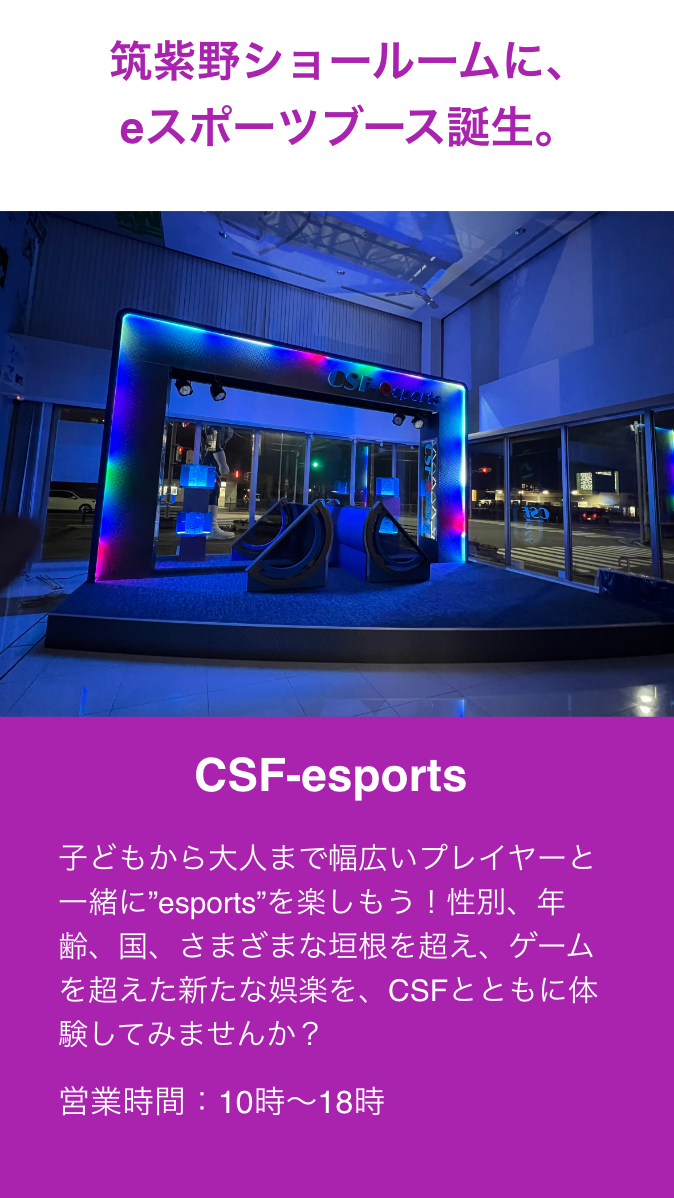 筑紫野ショールームに、
eスポーツブース誕生。
CSF-esports
CSF-esports
子どもから大人まで幅広いプレイヤーと
一緒に”esports”を楽しもう！性別、年
齢、国、さまざまな垣根を超え、ゲーム
を超えた新たな娯楽を、CSFとともに体
験してみませんか？
営業時間：10時〜18時